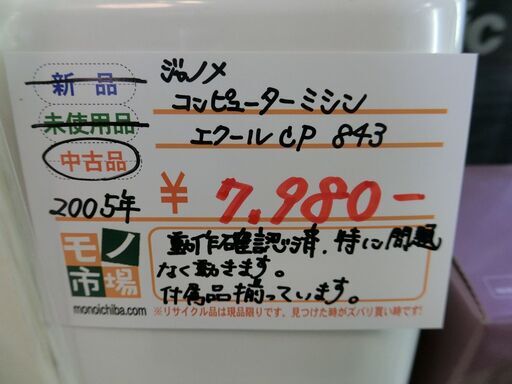 新品
ジャノメ
コンピューターミシン
未使用品
エクールCP 843
中古品
2005年
¥ 7,980-
モノ市場
monoichiba.com
動作確認済、特に問題
なく動きます。
付属品揃っています。
※リサイクル品は現品限りです、見つけた時がズバリ買い時です!